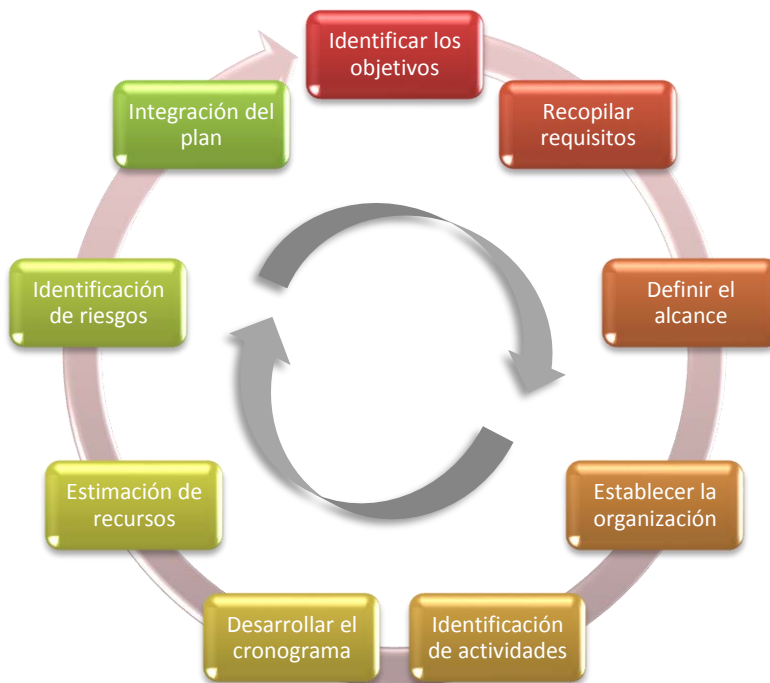 Identificar los
objetivos
Recopilar
requisitos
Definir el
alcance
Establecer la
organización
Identificación
de actividades
Desarrollar el
cronograma
Estimación de
recursos
Identificación
de riesgos
Integración del
plan